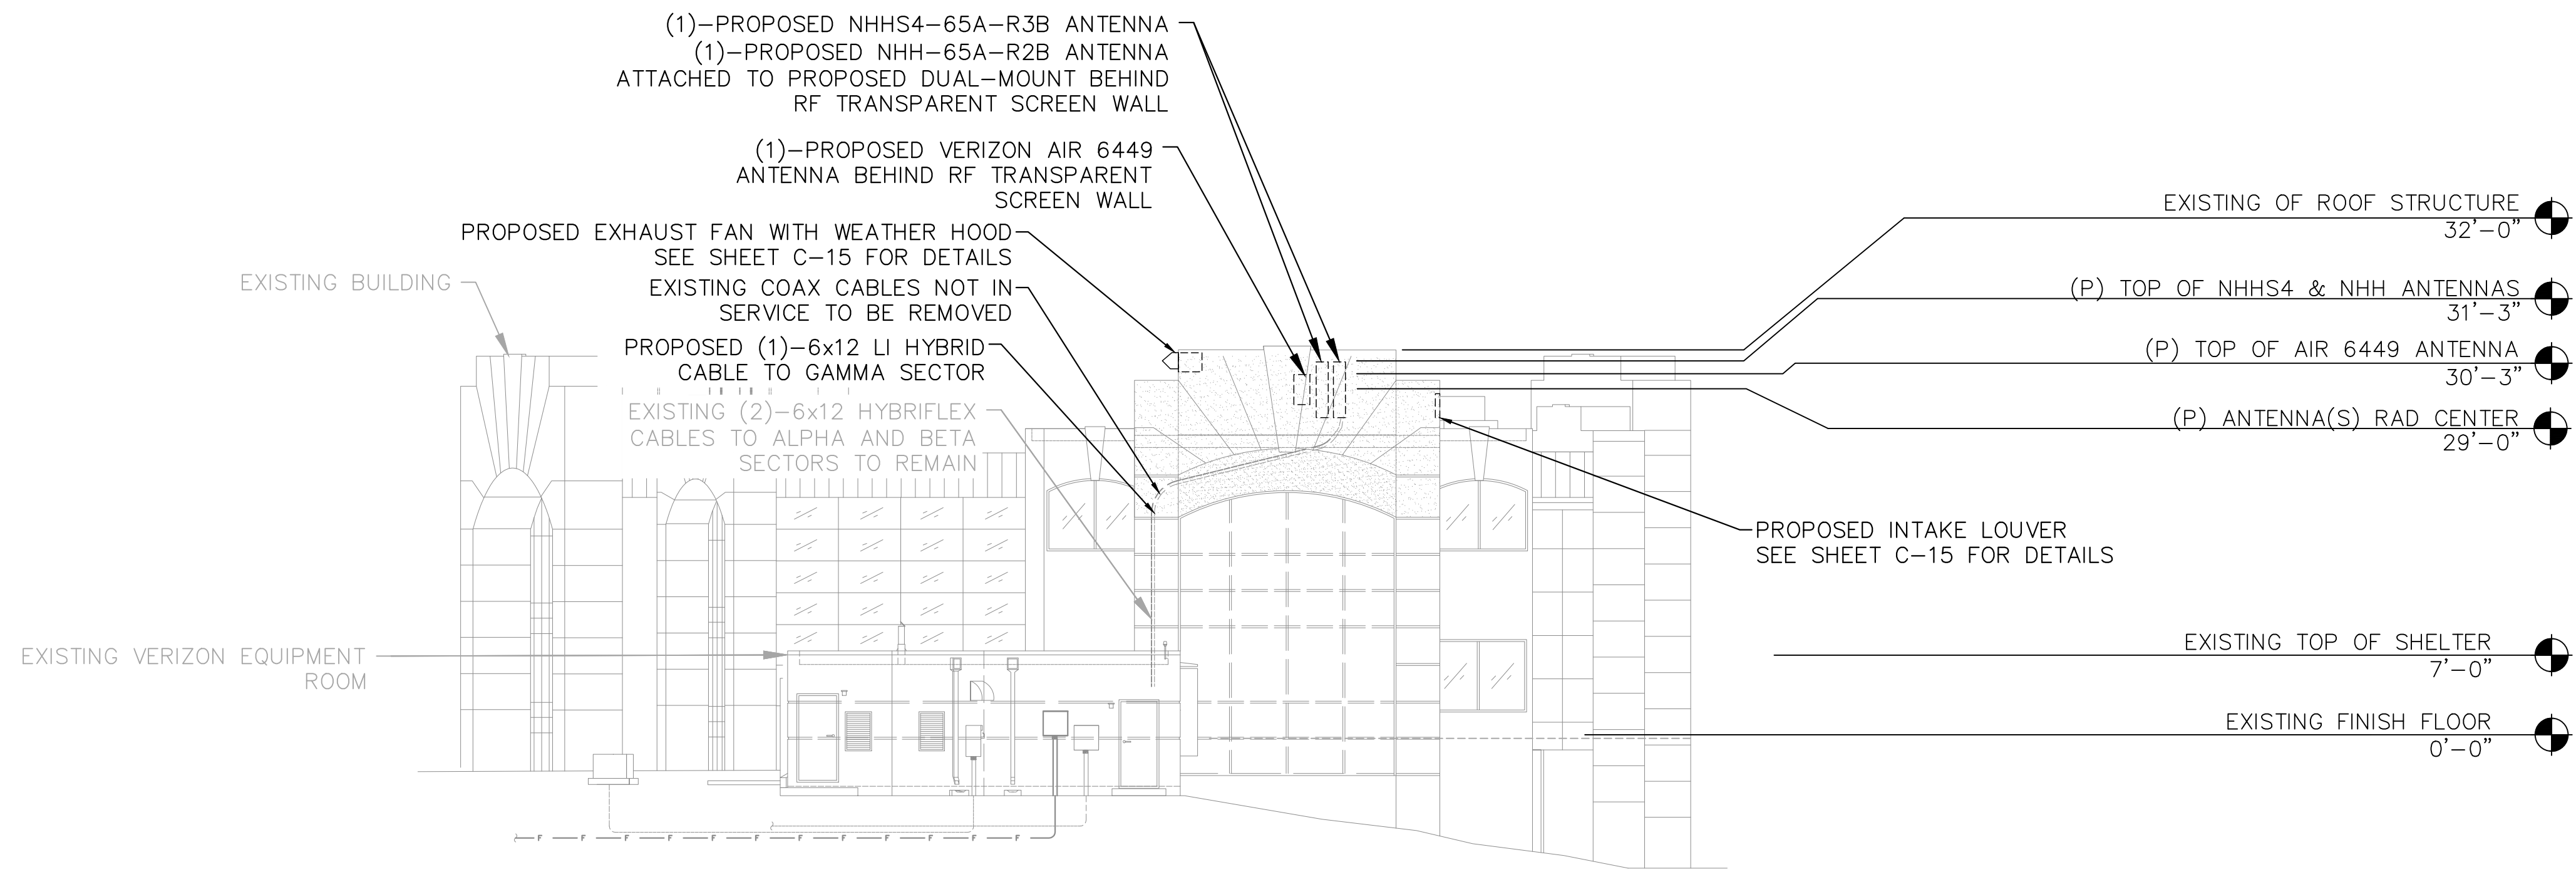 (1)-PROPOSED NHHS4-65A-R3B ANTENNA
(1)-PROPOSED NHH-65A-R2B ANTENNA
ATTACHED TO PROPOSED DUAL-MOUNT BEHIND
RF TRANSPARENT SCREEN WALL
(1)-PROPOSED VERIZON AIR 6449
ANTENNA BEHIND RF TRANSPARENT
SCREEN WALL
PROPOSED EXHAUST FAN WITH WEATHER HOOD
SEE SHEET C-15 FOR DETAILS
EXISTING BUILDING
EXISTING COAX CABLES NOT IN
SERVICE TO BE REMOVED
PROPOSED (1)-6x12 LI HYBRID
CABLE TO GAMMA SECTOR
EXISTING (2)-6x12 HYBRIFLEX
CABLES TO ALPHA AND BETA
SECTORS TO REMAIN
EXISTING VERIZON EQUIPMENT
ROOM
EXISTING OF ROOF STRUCTURE
32'-0"
(P) TOP OF NHHS4 & NHH ANTENNAS
31'-3"
(P) TOP OF AIR 6449 ANTENNA
30'-3"
(P) ANTENNA(S) RAD CENTER
29'-0"
PROPOSED INTAKE LOUVER
SEE SHEET C-15 FOR DETAILS
EXISTING TOP OF SHELTER
7'-0"
EXISTING FINISH FLOOR
0'-0"
F F F F F F F F F F F F